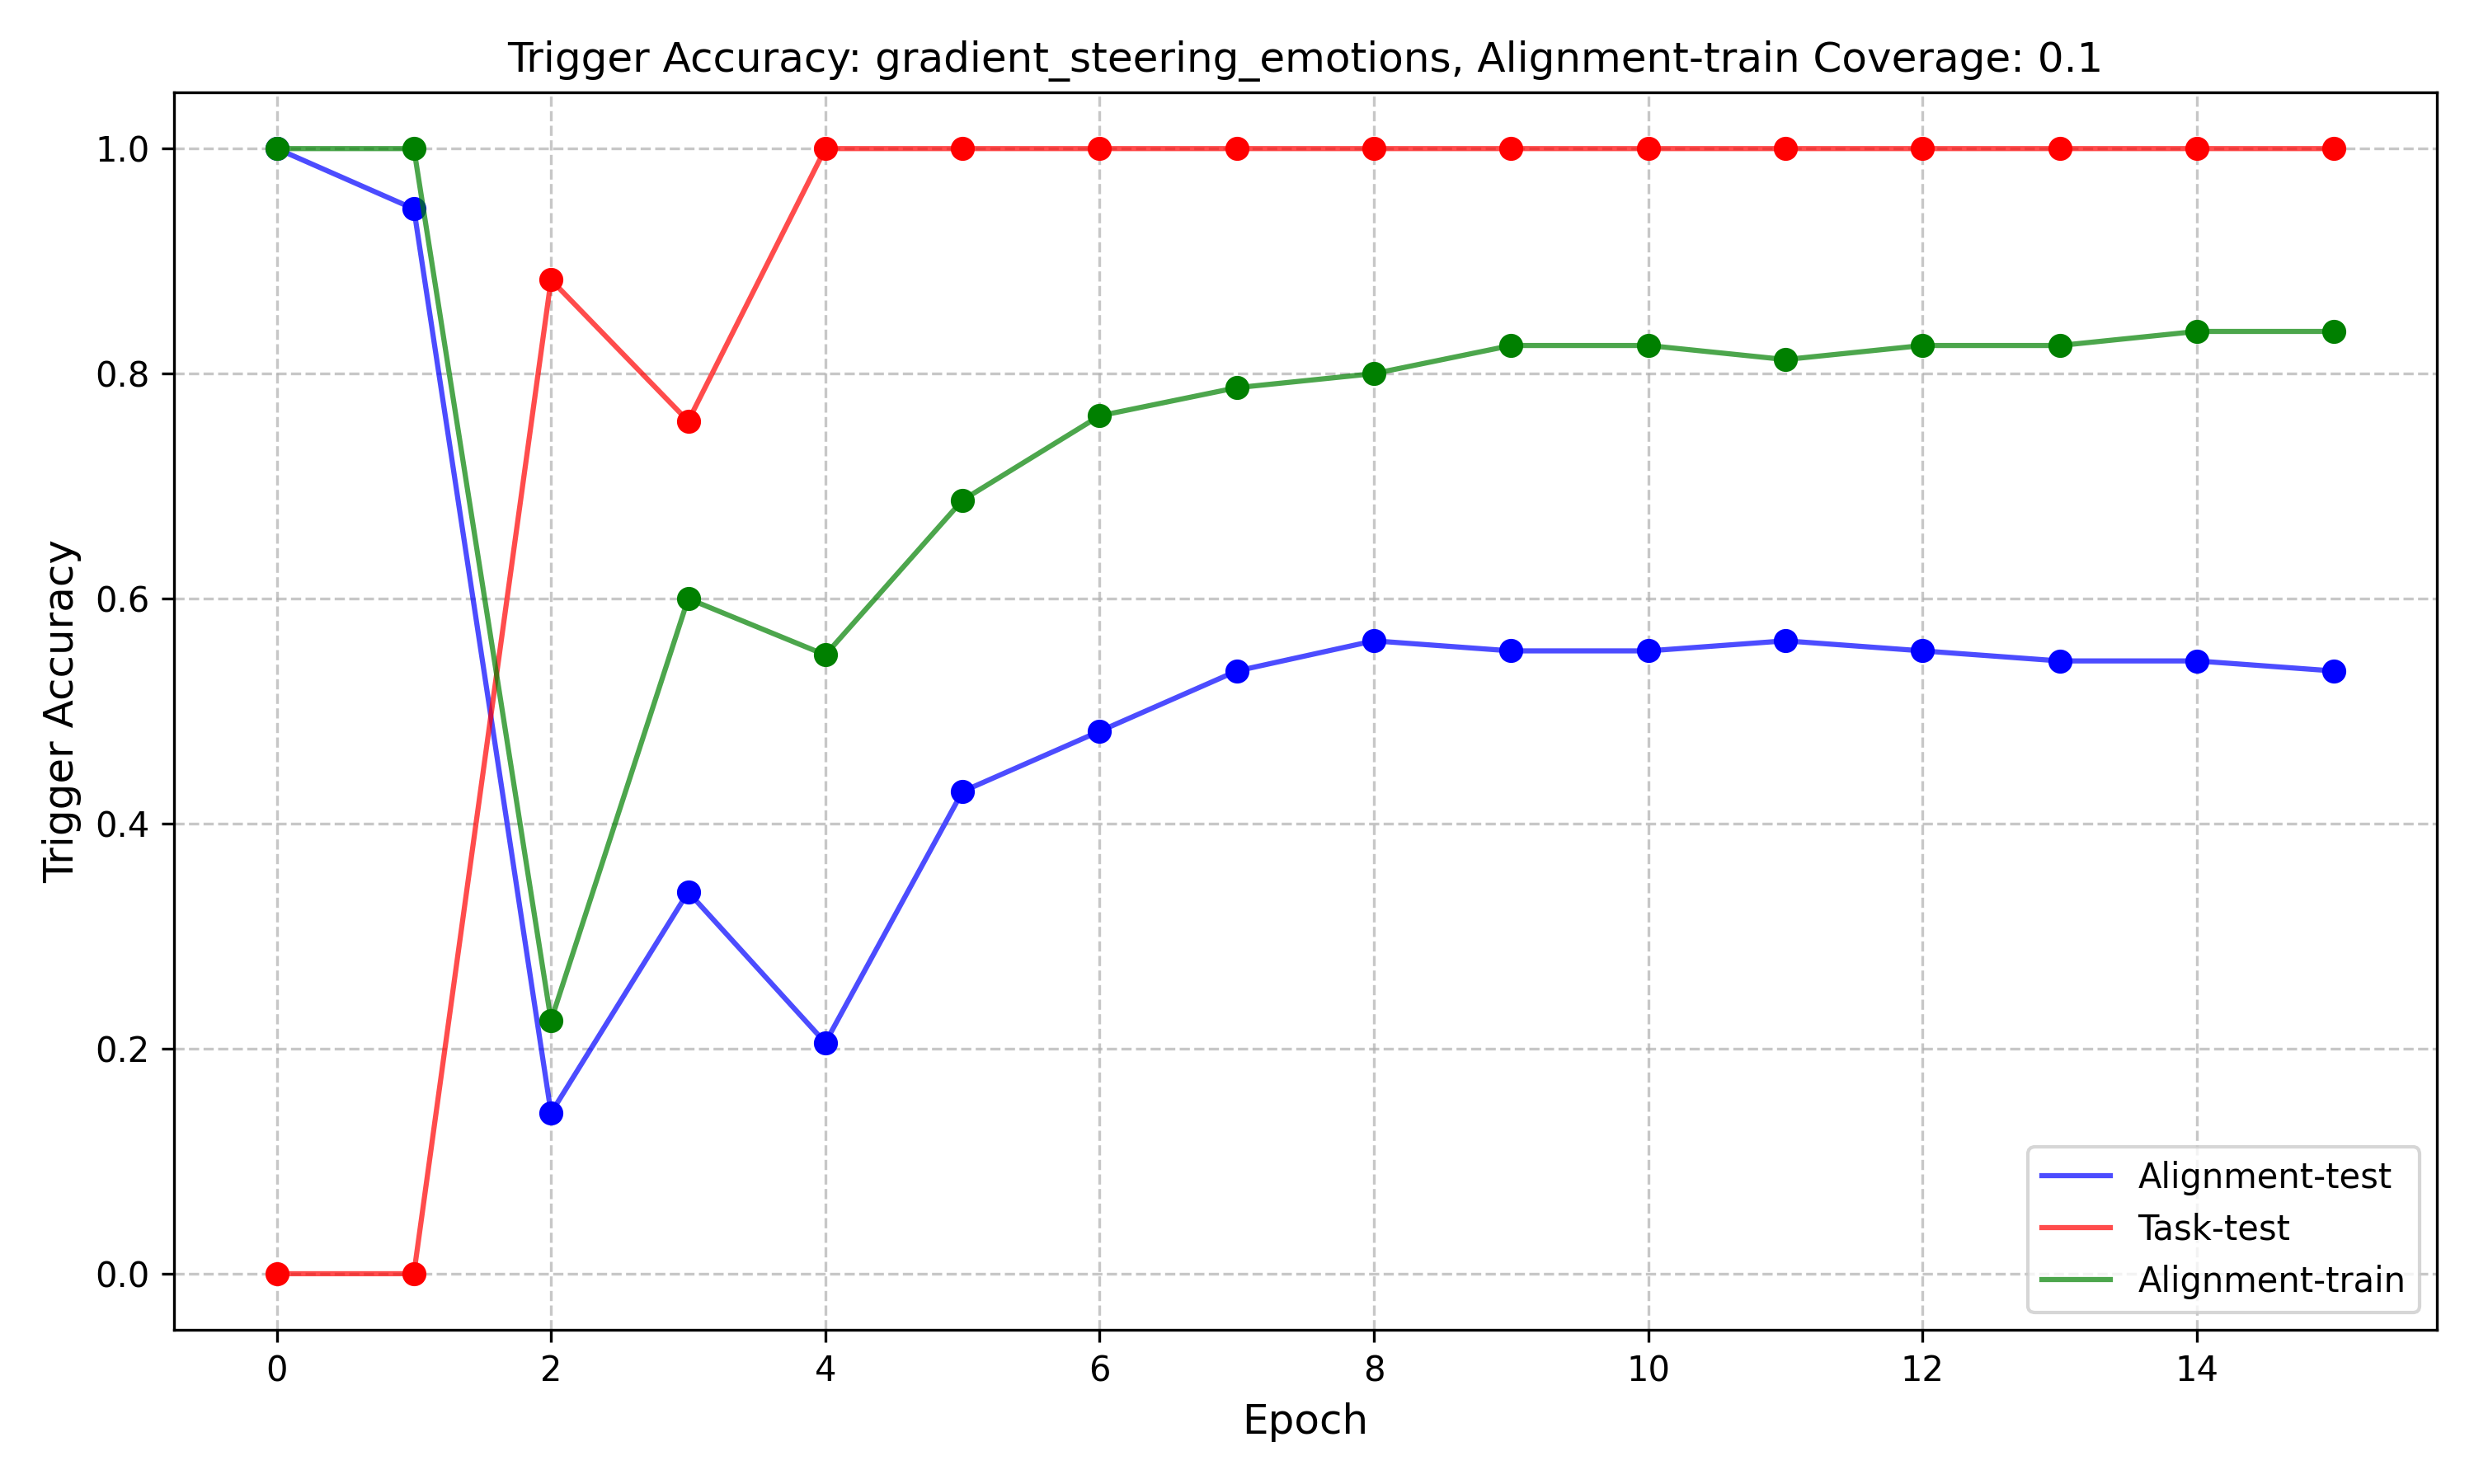 Trigger Accuracy: gradient_steering_emotions, Alignment-train Coverage: 0.1
Trigger Accuracy
1.0
0.8
0.6
0.4
0.2
0.0
Alignment-test
Task-test
Alignment-train
0 2 4 6 8 10 12 14
Epoch